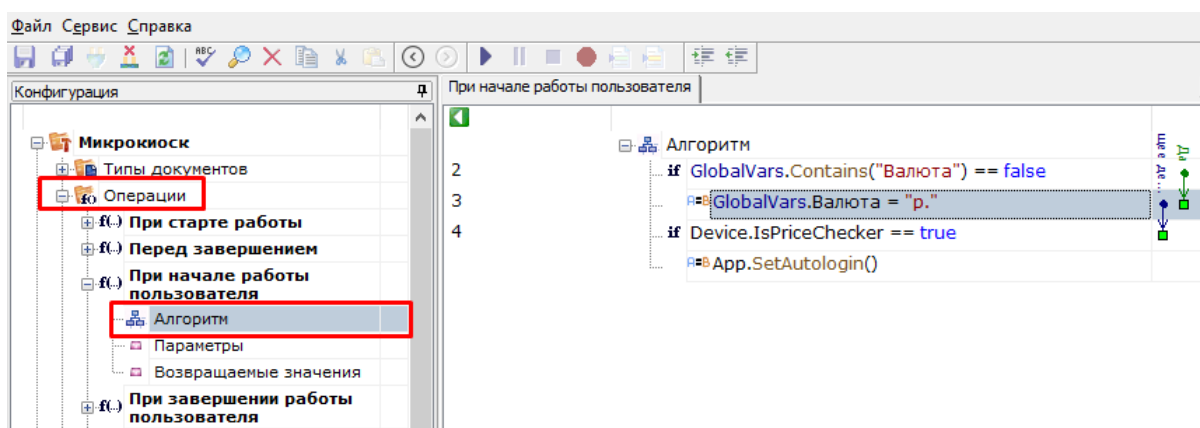 Файл Сервис Справка
ABC
Конфигурация
При начале работы пользователя
Микрокиоск
Типы документов
Операции
f(..) При старте работы
f(..) Перед завершением
f(..) При начале работы
пользователя
Алгоритм
Параметры
Возвращаемые значения
f(..) При завершении работы
пользователя
Алгоритм
2 if GlobalVars.Contains("Валюта") == false
3 A=B GlobalVars.Валюта = "р."
4 if Device.IsPriceChecker == true
A=B App.SetAutologin()
Да